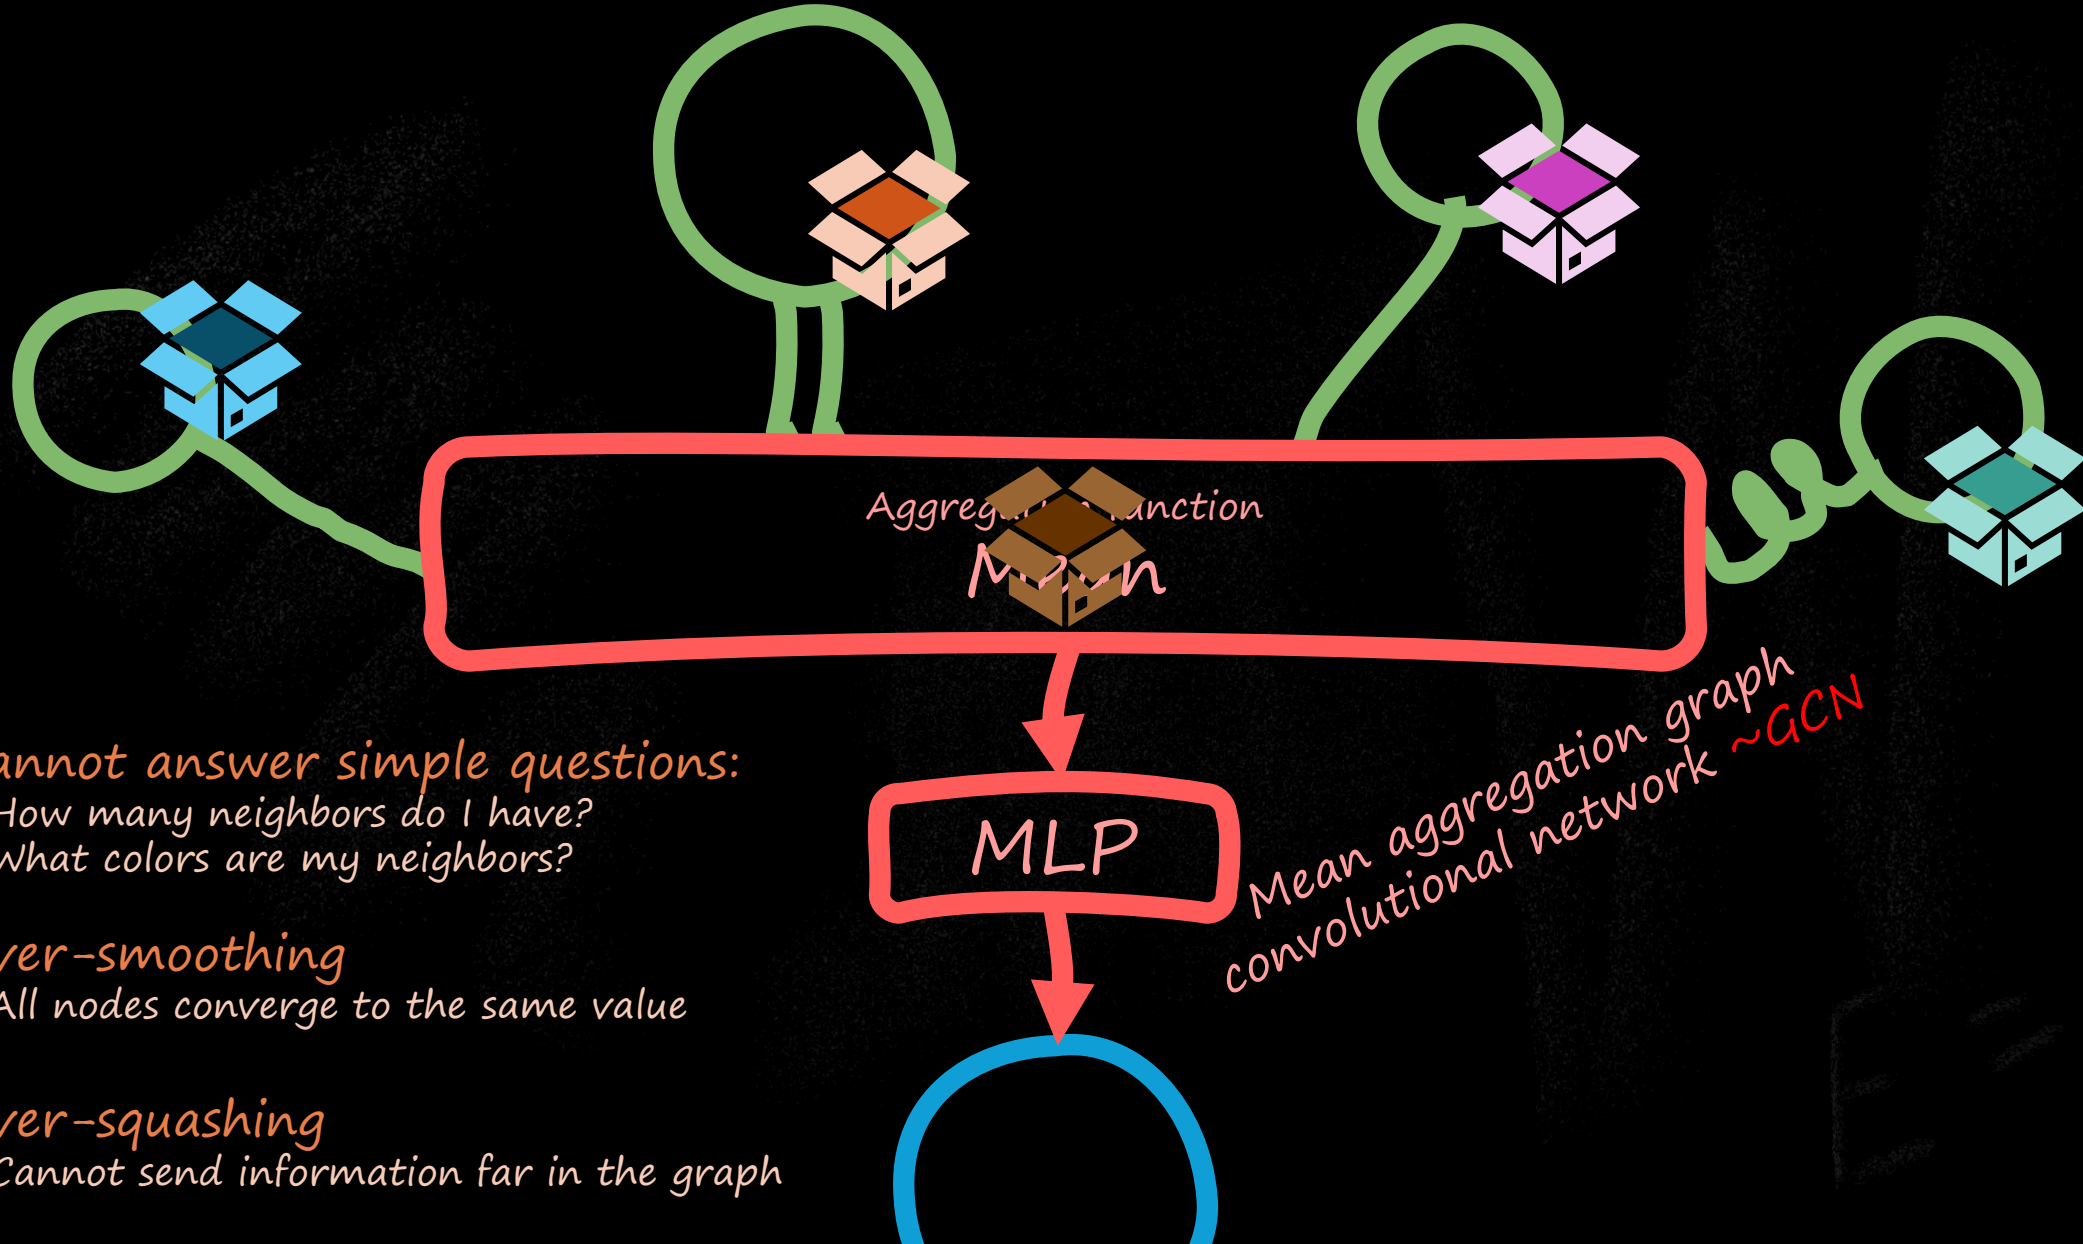 Aggreg unction
M n
annot answer simple questions:
How many neighbors do I have?
What colors are my neighbors?
ver-smoothing
All nodes converge to the same value
ver-squashing
Cannot send information far in the graph
MLP
Mean aggregation graph
convolutional network ~GCN